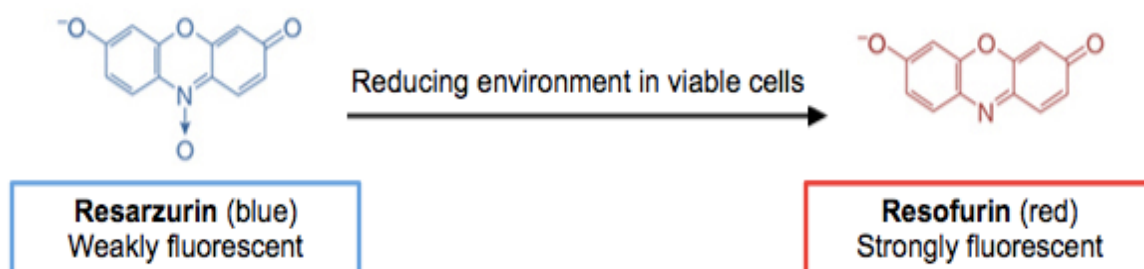 ⁻O
O
O
N
O
Reducing environment in viable cells
⁻O
O
O
N
Resarzurin (blue)
Weakly fluorescent
Resofurin (red)
Strongly fluorescent